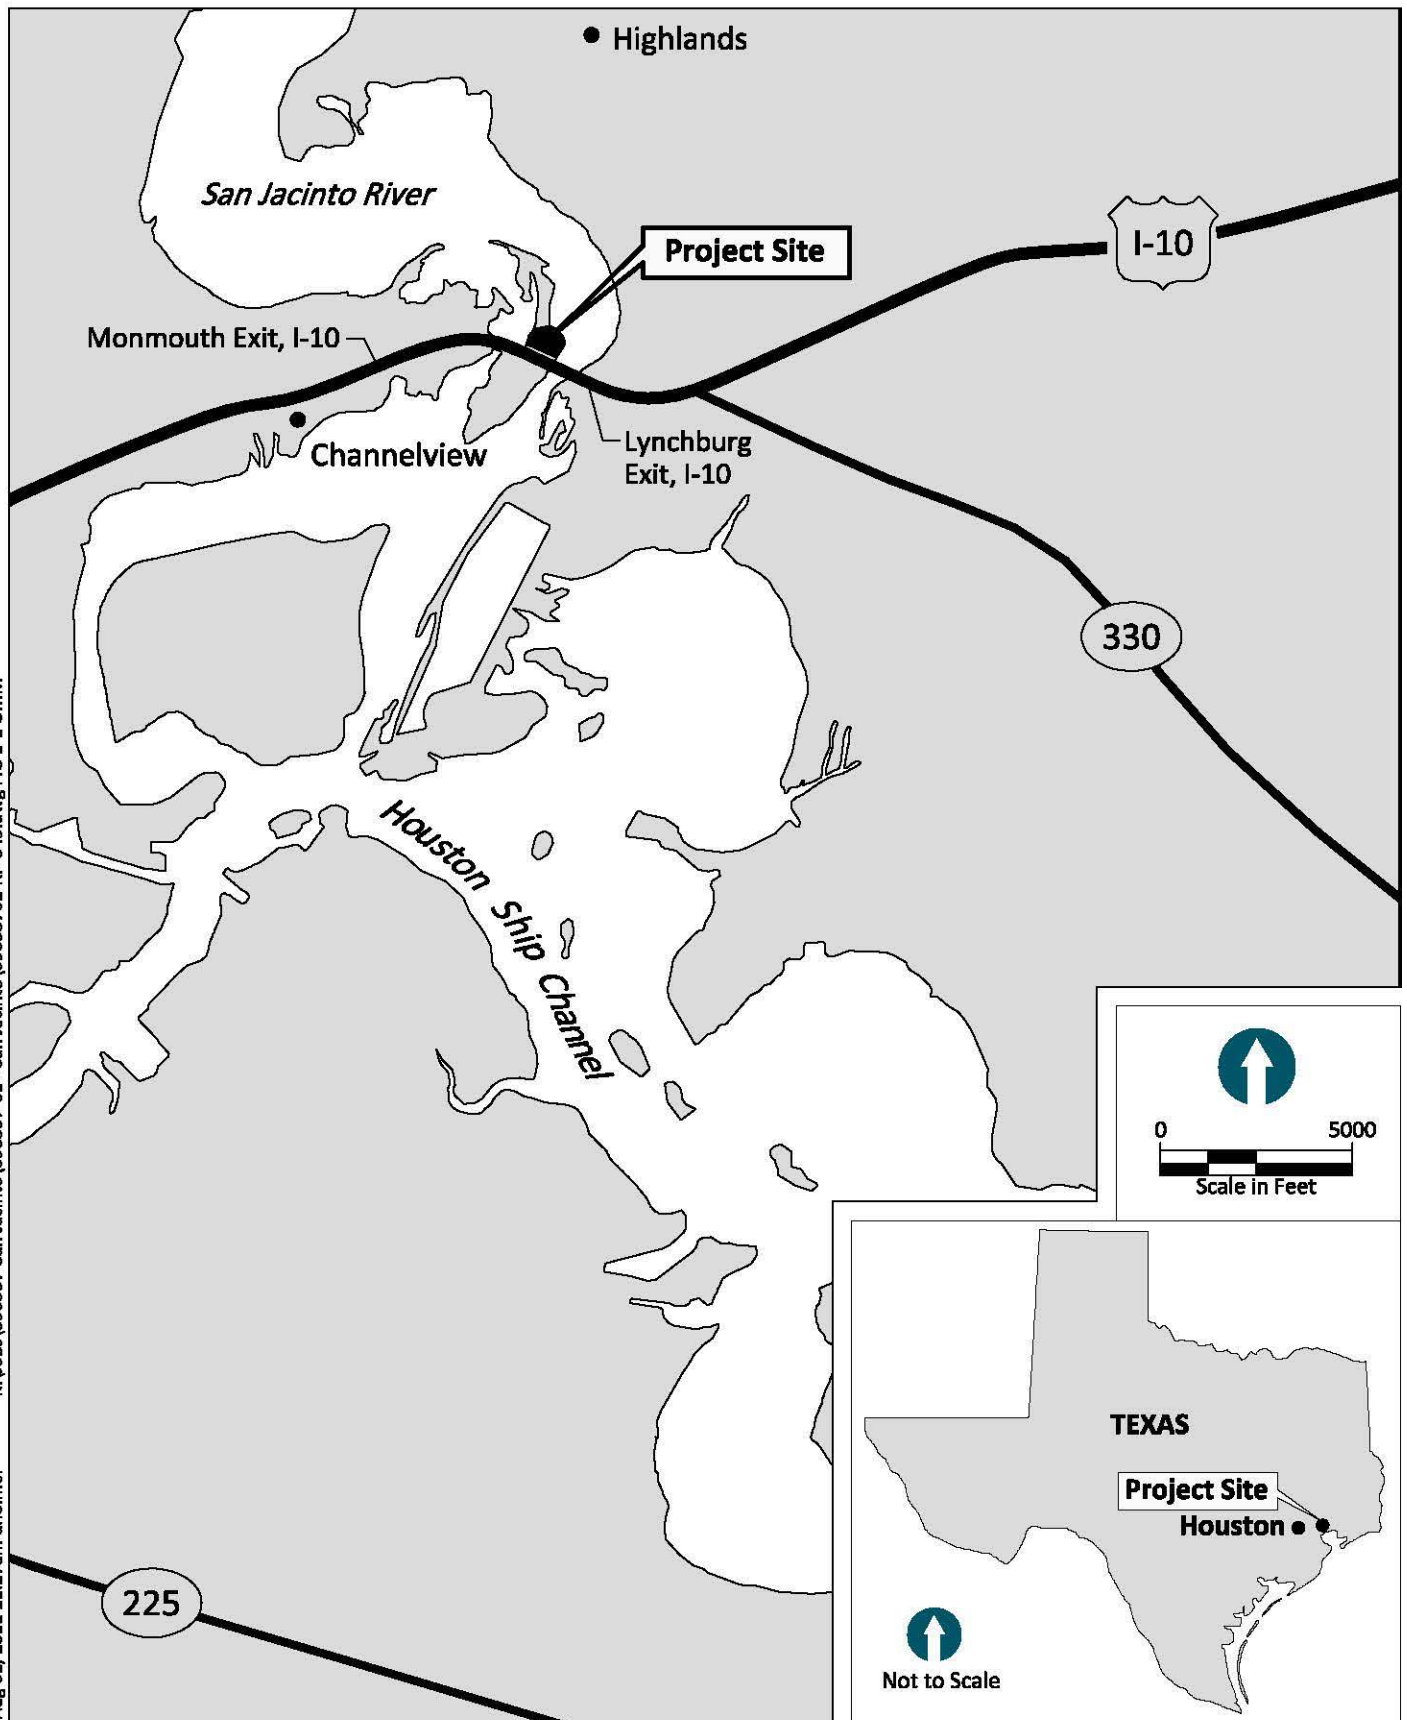 Highlands
San Jacinto River
Project Site
I-10
Monmouth Exit, I-10
Channelview
Lynchburg
Exit, I-10
330
Houston Ship Channel
0 5000
Scale in Feet
TEXAS
Project Site
Houston
225
Not to Scale